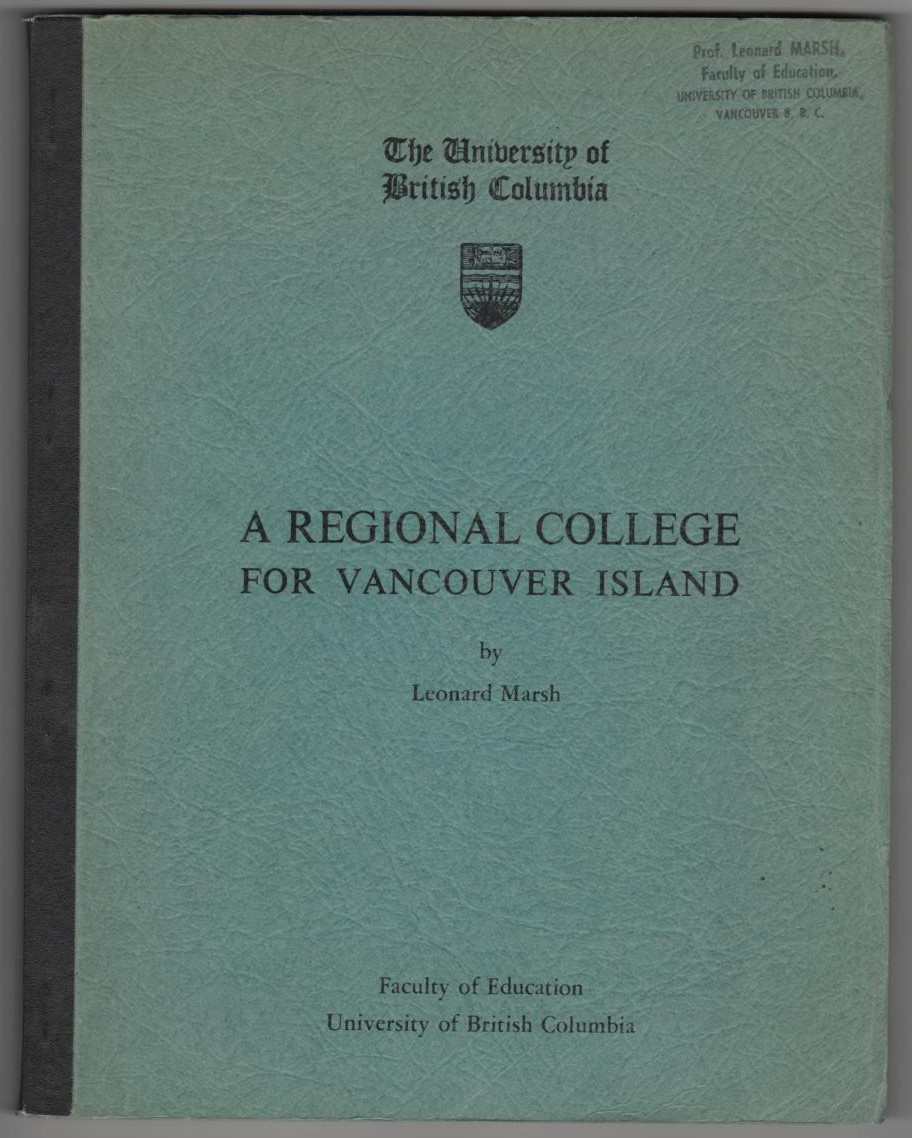 Prof. Leonard MARSH,
Faculty of Education,
UNIVERSITY OF BRITISH COLUMBIA,
VANCOUVER 8, B. C.
The University of
British Columbia
A REGIONAL COLLEGE
FOR VANCOUVER ISLAND
by
Leonard Marsh
Faculty of Education
University of British Columbia